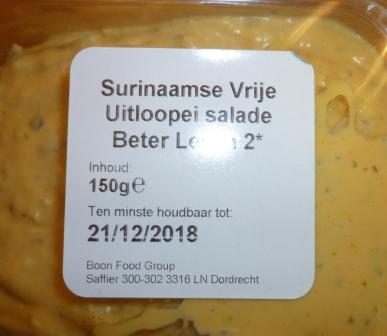 Surinaamse Vrije
Uitloopei salade
Beter 2*
Inhoud:
150g℮
Ten minste houdbaar tot:
21/12/2018
Boon Food Group
Saffier 300-302 3316 LN Dordrecht